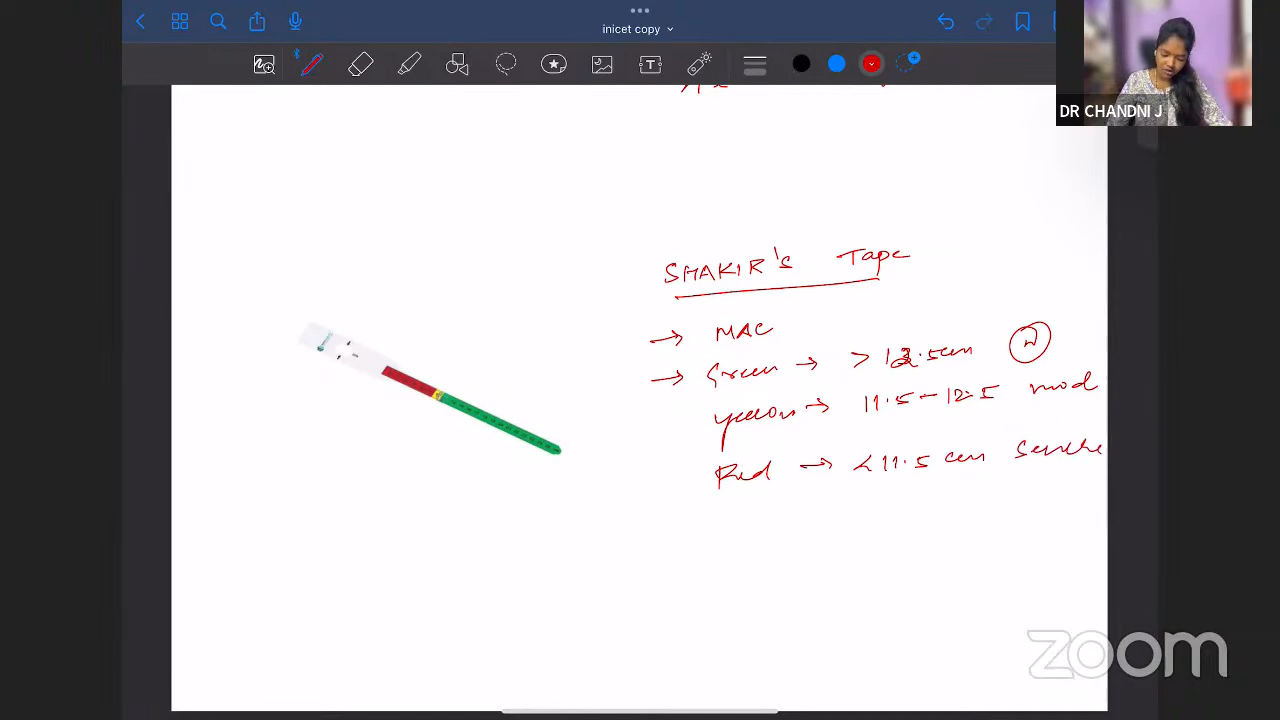 inicet copy
DR CHANDNI J
SHAKIR's Tape
→ MAC
→ Green → > 12.5cm N
yellow → 11.5 - 12.5 mod
Red → < 11.5 cm Severe
zoom